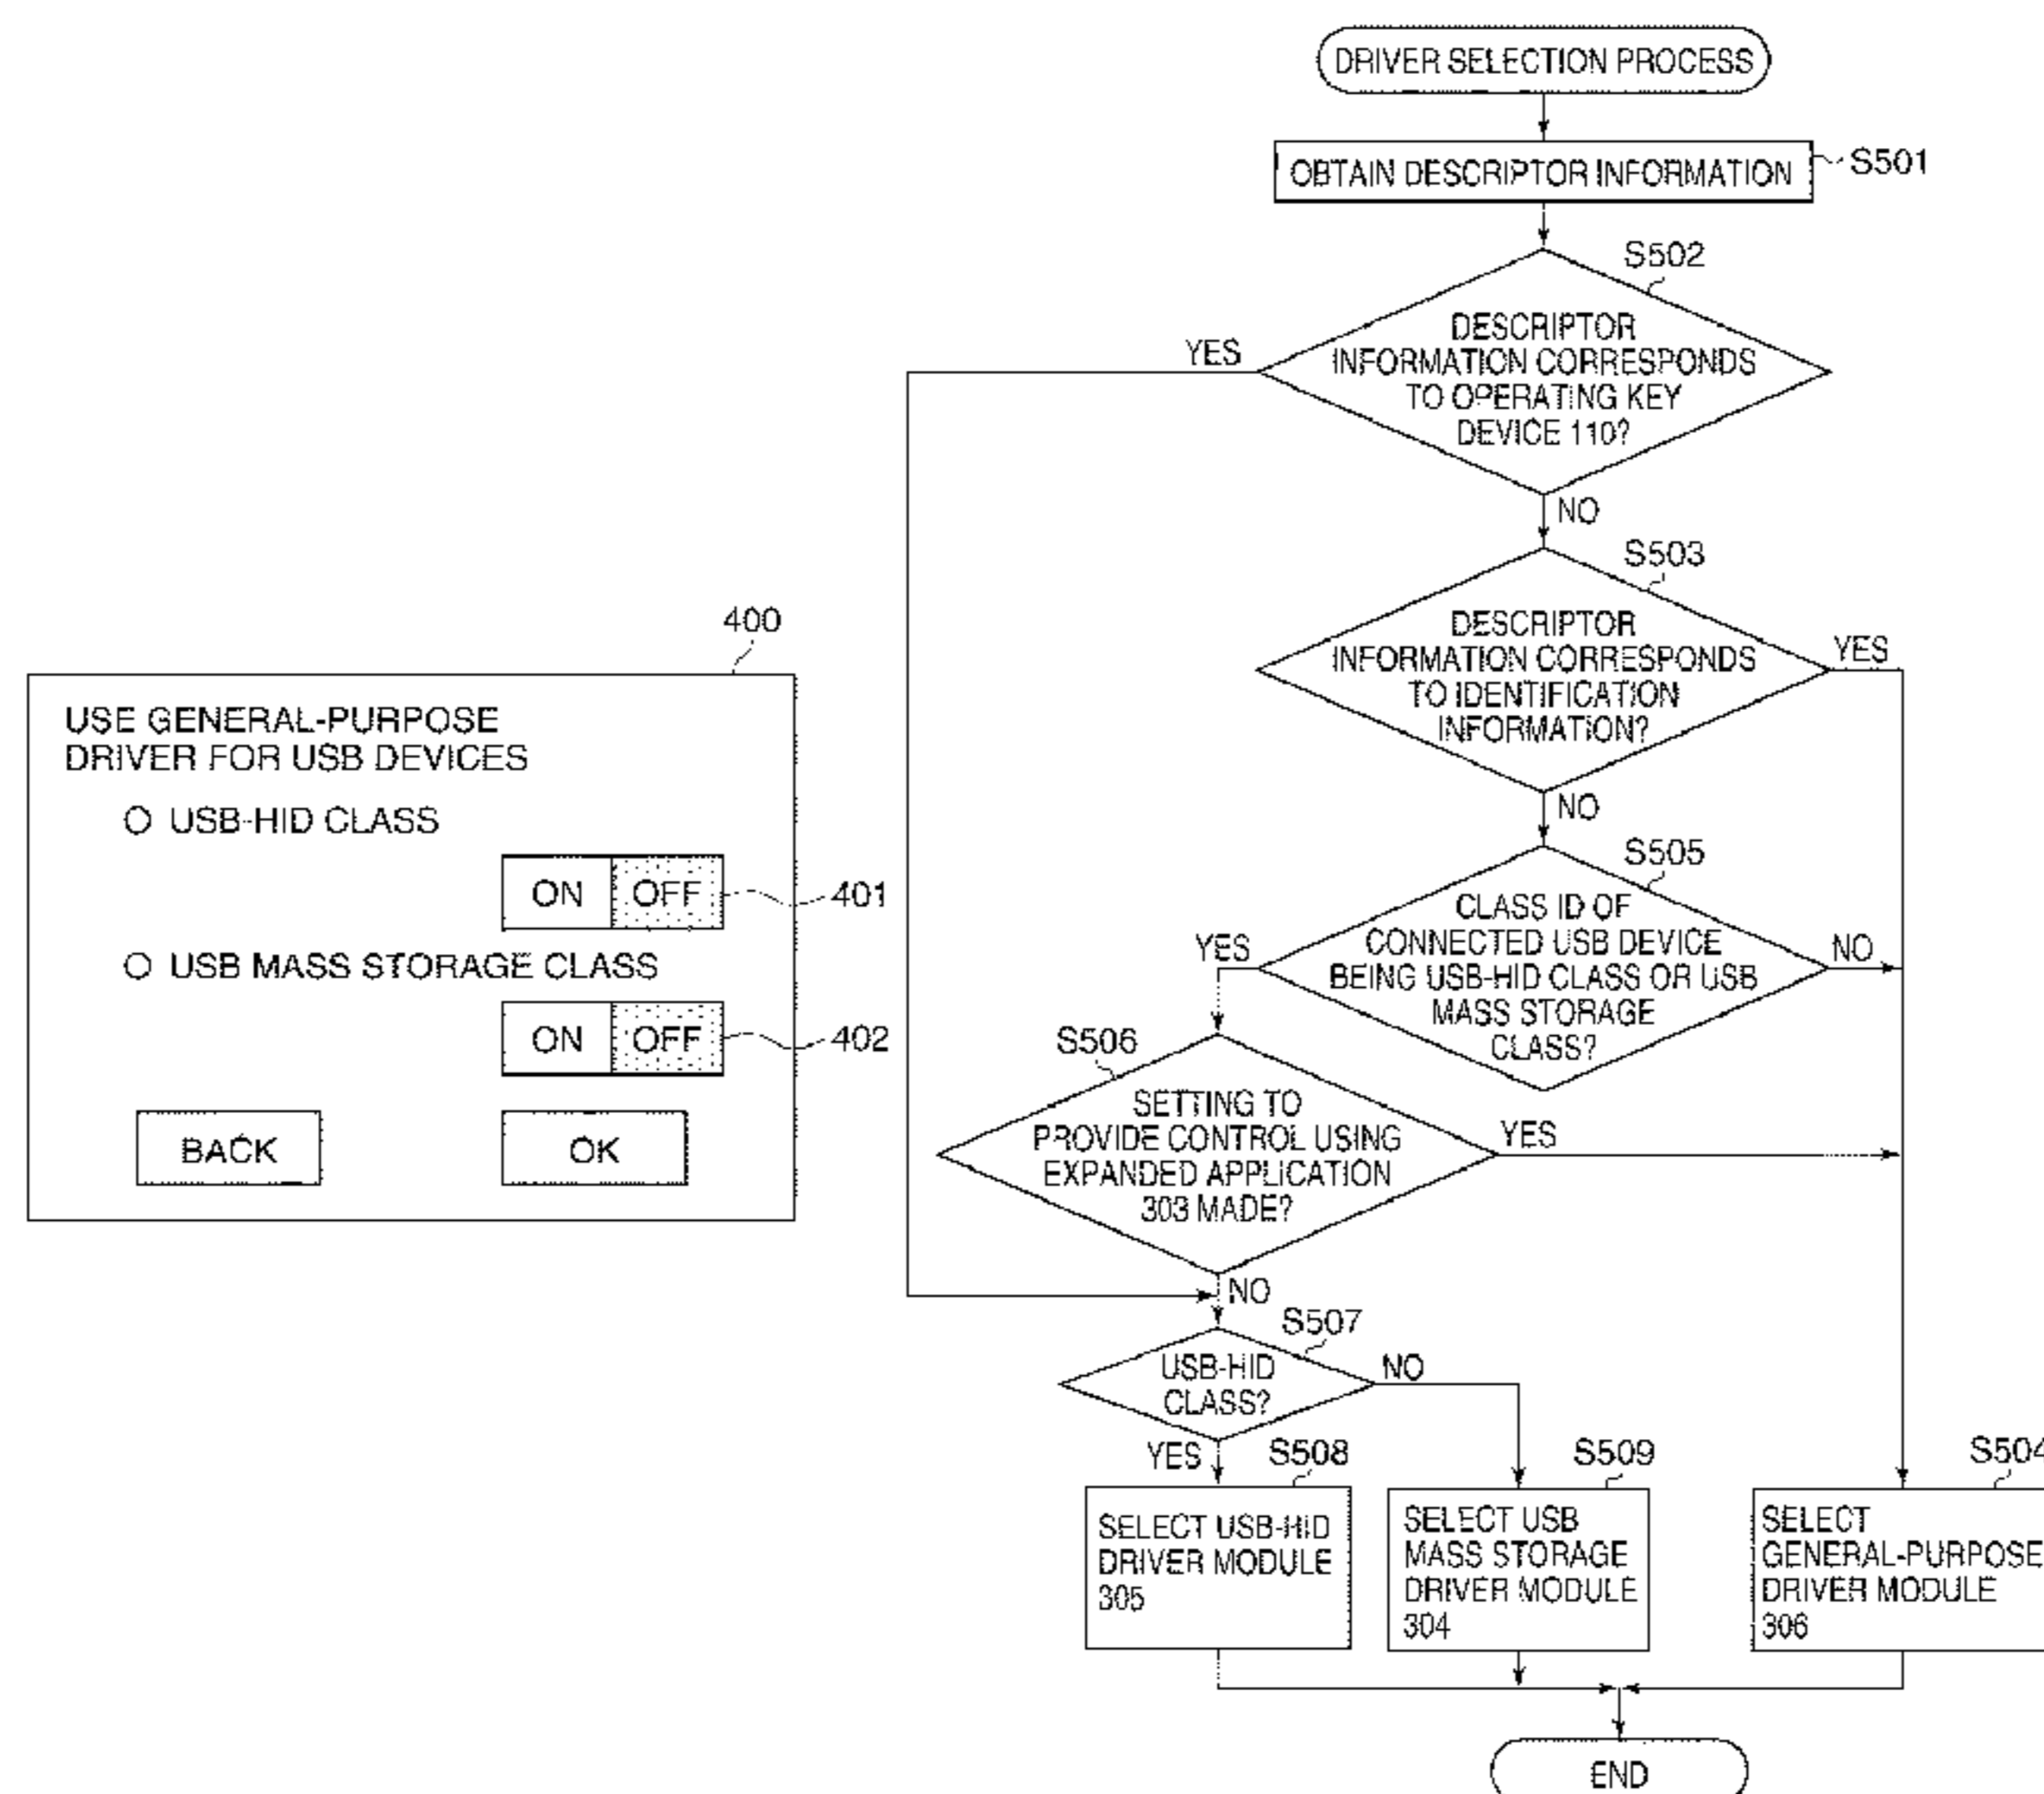 400
USE GENERAL-PURPOSE
DRIVER FOR USB DEVICES
USB-HID CLASS
ON OFF
401
USB MASS STORAGE CLASS
ON OFF
402
BACK
OK
DRIVER SELECTION PROCESS
OBTAIN DESCRIPTOR INFORMATION
S501
S502
DESCRIPTOR
INFORMATION CORRESPONDS
TO OPERATING KEY
DEVICE 110?
YES
NO
S503
DESCRIPTOR
INFORMATION CORRESPONDS
TO IDENTIFICATION
INFORMATION?
YES
NO
S505
CLASS ID OF
CONNECTED USB DEVICE
BEING USB-HID CLASS OR USB
MASS STORAGE
CLASS?
YES
NO
S506
SETTING TO
PROVIDE CONTROL USING
EXPANDED APPLICATION
303 MADE?
YES
NO
S507
USB-HID
CLASS?
NO
YES
S508
SELECT USB-HID
DRIVER MODULE
305
S509
SELECT USB
MASS STORAGE
DRIVER MODULE
304
S504
SELECT
GENERAL-PURPOSE
DRIVER MODULE
306
END